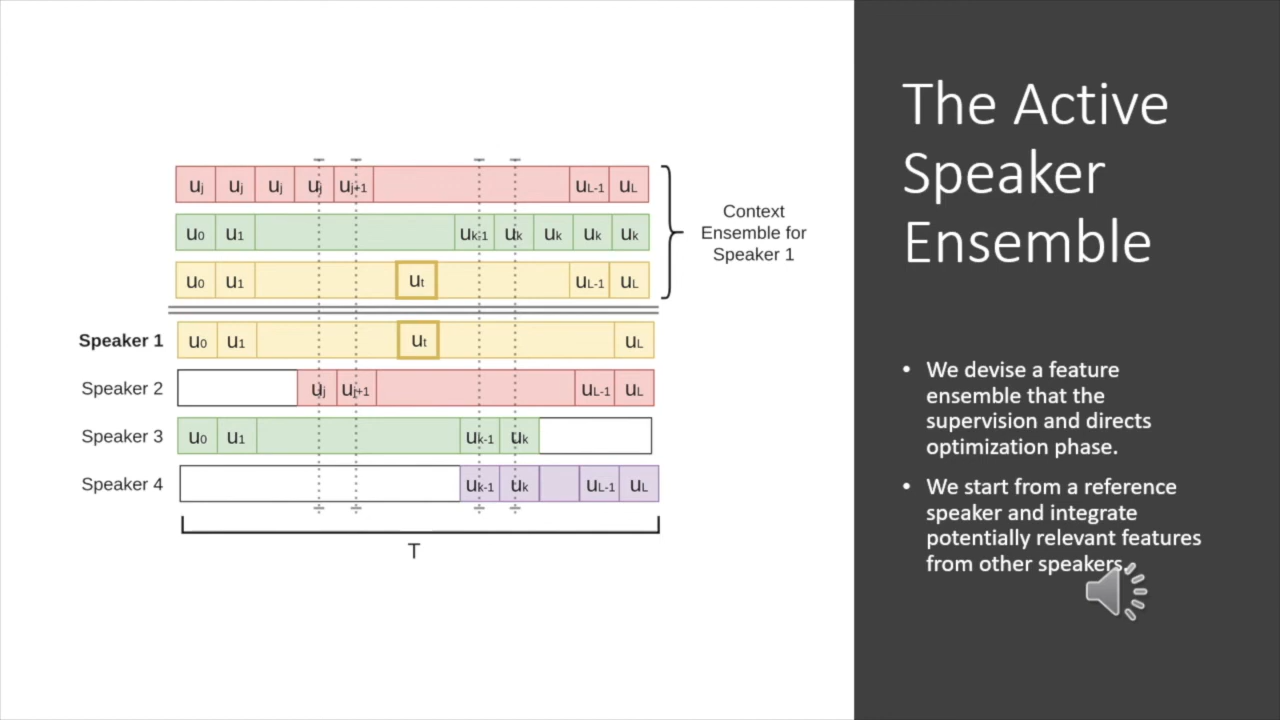 The Active
Speaker
Ensemble
uj uj uj uj uj+1 uL-1 uL
u0 u1 uk-1 uk uk uk uk
u0 u1 ut uL-1 uL
Context
Ensemble for
Speaker 1
Speaker 1 u0 u1 ut uL
Speaker 2 uj uj+1 uL-1 uL
Speaker 3 u0 u1 uk-1 uk
Speaker 4 uk-1 uk uL-1 uL
T
• We devise a feature
ensemble that the
supervision and directs
optimization phase.
• We start from a reference
speaker and integrate
potentially relevant features
from other speakers.